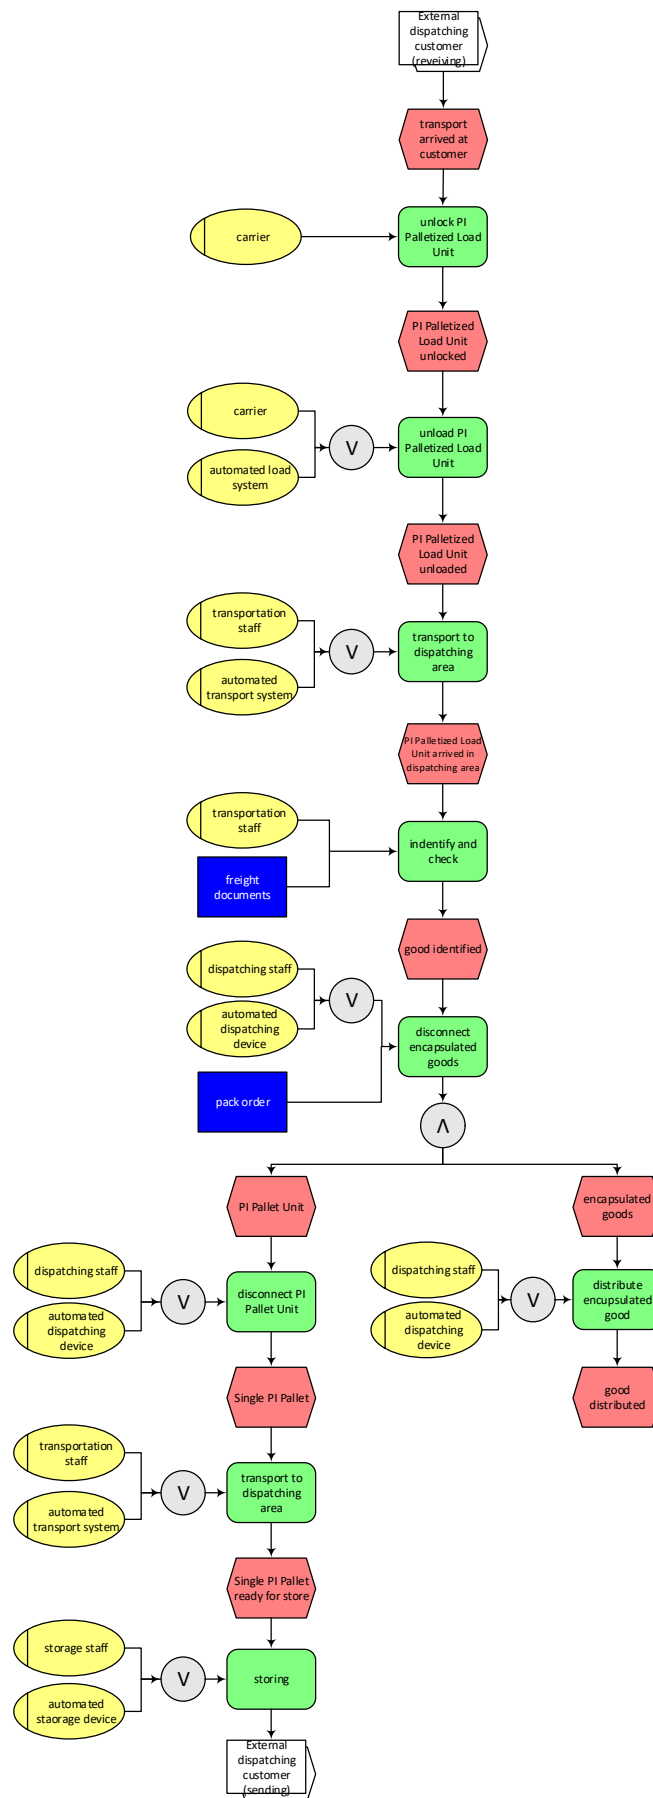 External
dispatching
customer
(reveiving)
transport
arrived at
customer
carrier
unlock PI
Palletized Load
Unit
PI Palletized
Load Unit
unlocked
carrier
automated load
system
V
unload PI
Palletized Load
Unit
PI Palletized
Load Unit
unloaded
transportation
staff
automated
transport system
V
transport to
dispatching
area
PI Palletized Load
Unit arrived in
dispatching area
transportation
staff
freight
documents
indentify and
check
good identified
dispatching staff
automated
dispatching
device
V
pack order
disconnect
encapsulated
goods
Λ
PI Pallet Unit
encapsulated
goods
dispatching staff
automated
dispatching
device
V
disconnect PI
Pallet Unit
dispatching staff
automated
dispatching
device
V
distribute
encupsulated
good
Single PI Pallet
good
distributed
transportation
staff
automated
transport system
V
transport to
dispatching
area
Single PI Pallet
ready for store
storage staff
automated
staorage device
V
storing
External
dispatching
customer
(sending)